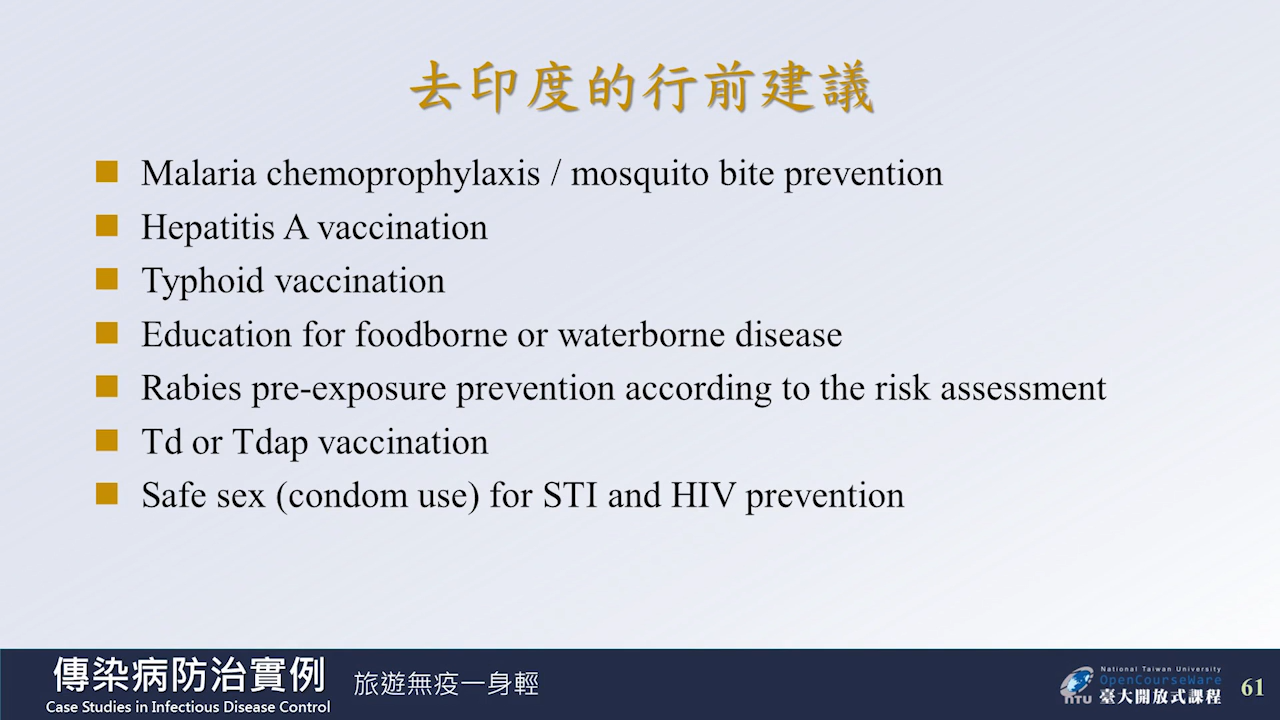 去印度的行前建議
Malaria chemoprophylaxis / mosquito bite prevention
Hepatitis A vaccination
Typhoid vaccination
Education for foodborne or waterborne disease
Rabies pre-exposure prevention according to the risk assessment
Td or Tdap vaccination
Safe sex (condom use) for STI and HIV prevention
傳染病防治實例
Case Studies in Infectious Disease Control
旅遊無疫一身輕
National Taiwan University
OpenCourseWare
NTU 臺大開放式課程
61